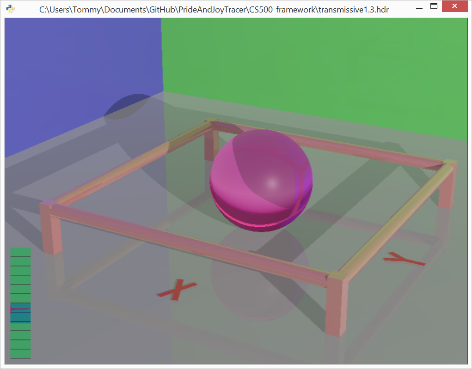 C:\Users\Tommy\Documents\GitHub\PrideAndJoyTracer\CS500 framework\transmissive1.3.hdr
X
Y